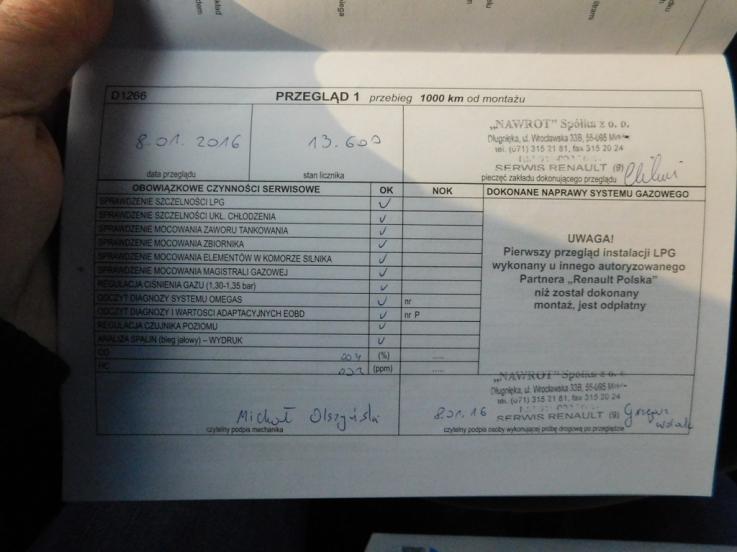 D1266 PRZEGLĄD 1 przebieg 1000 km od montażu
8.01.2016 13.600
„NAWROT" Spółka z o. o.
Długołęka, ul. Wrocławska 33B, 55-095
tel. (071) 315 21 81, fax 315 20 24
SERWIS RENAULT
data przeglądu stan licznika pieczęć zakładu dokonującego przeglądu
OBOWIĄZKOWE CZYNNOŚCI SERWISOWE OK NOK DOKONANE NAPRAWY SYSTEMU GAZOWEGO
SPRAWDZENIE SZCZELNOŚCI LPG
SPRAWDZENIE SZCZELNOŚCI UKŁ. CHŁODZENIA
SPRAWDZENIE MOCOWANIA ZAWORU TANKOWANIA
SPRAWDZENIE MOCOWANIA ZBIORNIKA
SPRAWDZENIE MOCOWANIA ELEMENTÓW W KOMORZE SILNIKA
SPRAWDZENIE MOCOWANIA MAGISTRALI GAZOWEJ
REGULACJA CIŚNIENIA GAZU (1,30-1,35 bar)
ODCZYT DIAGNOZY SYSTEMU OMEGAS nr
ODCZYT DIAGNOZY I WARTOŚCI ADAPTACYJNYCH EOBD nr P
REGULACJA CZUJNIKA POZIOMU
ANALIZA SPALIN (bieg jałowy) – WYDRUK
CO (%) .....
HC (ppm) .....
UWAGA!
Pierwszy przegląd instalacji LPG
wykonany u innego autoryzowanego
Partnera „Renault Polska"
niż został dokonany
montaż, jest odpłatny
„NAWROT" Spółka z o.
Długołęka, ul. Wrocławska 33B, 55-095
tel. (071) 315 21 81, fax 315 20 24
SERWIS RENAULT
Michał Olszyński 8.01.16
czytelny podpis mechanika czytelny podpis osoby wykonującej próbę drogową po przeglądzie